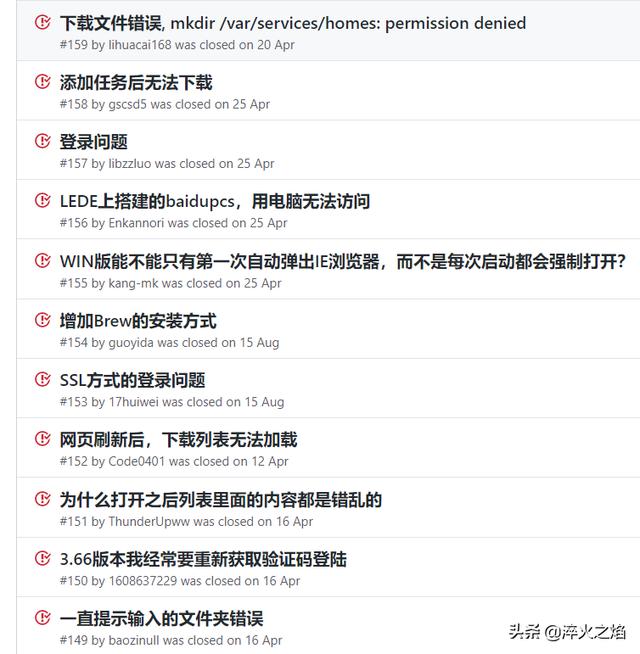 下载文件错误, mkdir /var/services/homes: permission denied
#159 by lihuacai168 was closed on 20 Apr
添加任务后无法下载
#158 by gscsd5 was closed on 25 Apr
登录问题
#157 by libzzluo was closed on 25 Apr
LEDE上搭建的baidupcs，用电脑无法访问
#156 by Enkannori was closed on 25 Apr
WIN版能不能只有第一次自动弹出IE浏览器，而不是每次启动都会强制打开?
#155 by kang-mk was closed on 25 Apr
增加Brew的安装方式
#154 by guoyida was closed on 15 Aug
SSL方式的登录问题
#153 by 17huiwei was closed on 15 Aug
网页刷新后，下载列表无法加载
#152 by Code0401 was closed on 12 Apr
为什么打开之后列表里面的内容都是错乱的
#151 by ThunderUpww was closed on 16 Apr
3.66版本我经常要重新获取验证码登陆
#150 by 1608637229 was closed on 16 Apr
一直提示输入的文件夹错误
#149 by baozinull was closed on 16 Apr
头条 @淬火之焰